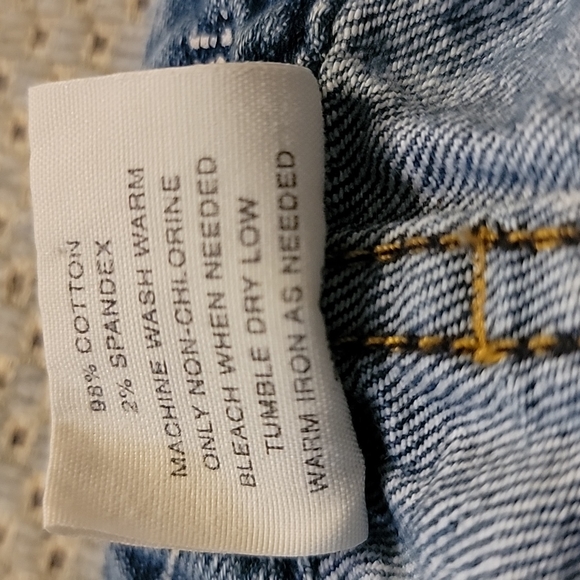 98% COTTON
2% SPANDEX
MACHINE WASH WARM
ONLY NON-CHLORINE
BLEACH WHEN NEEDED
TUMBLE DRY LOW
WARM IRON AS NEEDED